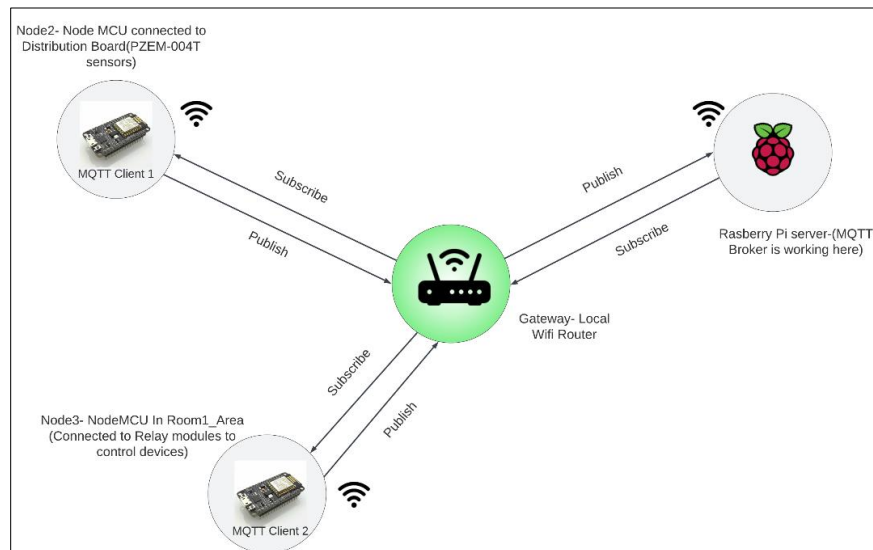 Node2- Node MCU connected to
Distribution Board(PZEM-004T
sensors)
MQTT Client 1
Subscribe
Publish
Publish
Subscribe
Rasberry Pi server-(MQTT
Broker is working here)
Gateway- Local
Wifi Router
Subscribe
Publish
Node3- NodeMCU In Room1_Area
(Connected to Relay modules to
control devices)
MQTT Client 2